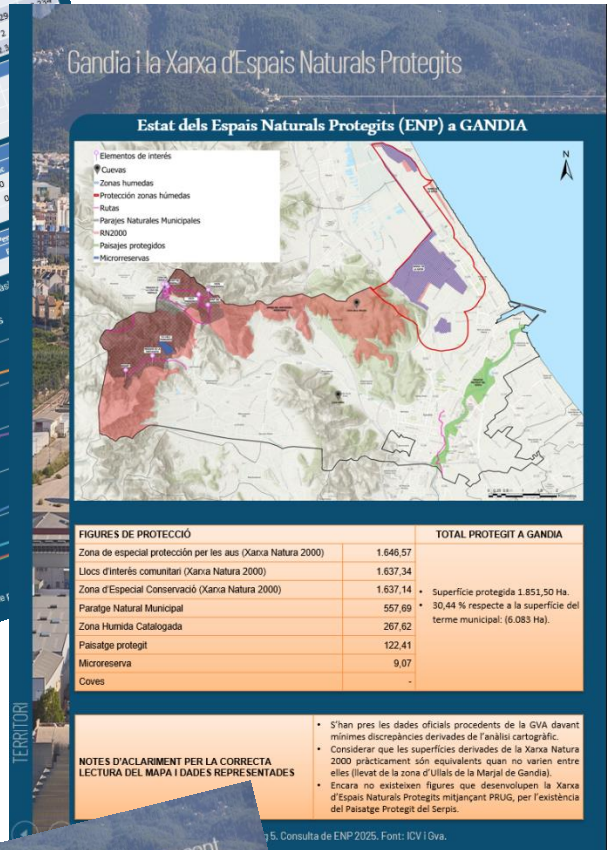 Gandia i la Xarxa d'Espais Naturals Protegits
Estat dels Espais Naturals Protegits (ENP) a GANDIA
Elementos de interés
Cuevas
Zonas humedas
Protección zonas húmedas
Rutas
Parajes Naturales Municipales
RN2000
Paisajes protegidos
Microrreservas
N
FIGURES DE PROTECCIÓ
TOTAL PROTEGIT A GANDIA
Zona de especial protección per les aus (Xarxa Natura 2000) 1.646,57
Llocs d'interès comunitari (Xarxa Natura 2000) 1.637,34
Zona d'Especial Conservació (Xarxa Natura 2000) 1.637,14
Paratge Natural Municipal 557,69
Zona Humida Catalogada 267,62
Paisatge protegit 122,41
Microreserva 9,07
Coves -
• Superfície protegida 1.851,50 Ha.
• 30,44 % respecte a la superfície del
terme municipal: (6.083 Ha).
NOTES D'ACLARIMENT PER LA CORRECTA
LECTURA DEL MAPA I DADES REPRESENTADES
• S'han pres les dades oficials procedents de la GVA davant
mínimes discrepàncies derivades de l'anàlisi cartogràfic.
• Considerar que les superfícies derivades de la Xarxa Natura
2000 pràcticament són equivalents quan no varien entre
elles (llevat de la zona d'Ullals de la Marjal de Gandia).
• Encara no existeixen figures que desenvolupen la Xarxa
d'Espais Naturals Protegits mitjançant PRUG, per l'existència
del Paisatge Protegit del Serpis.
TERRITORI
5. Consulta de ENP 2025. Font: ICV i Gva.